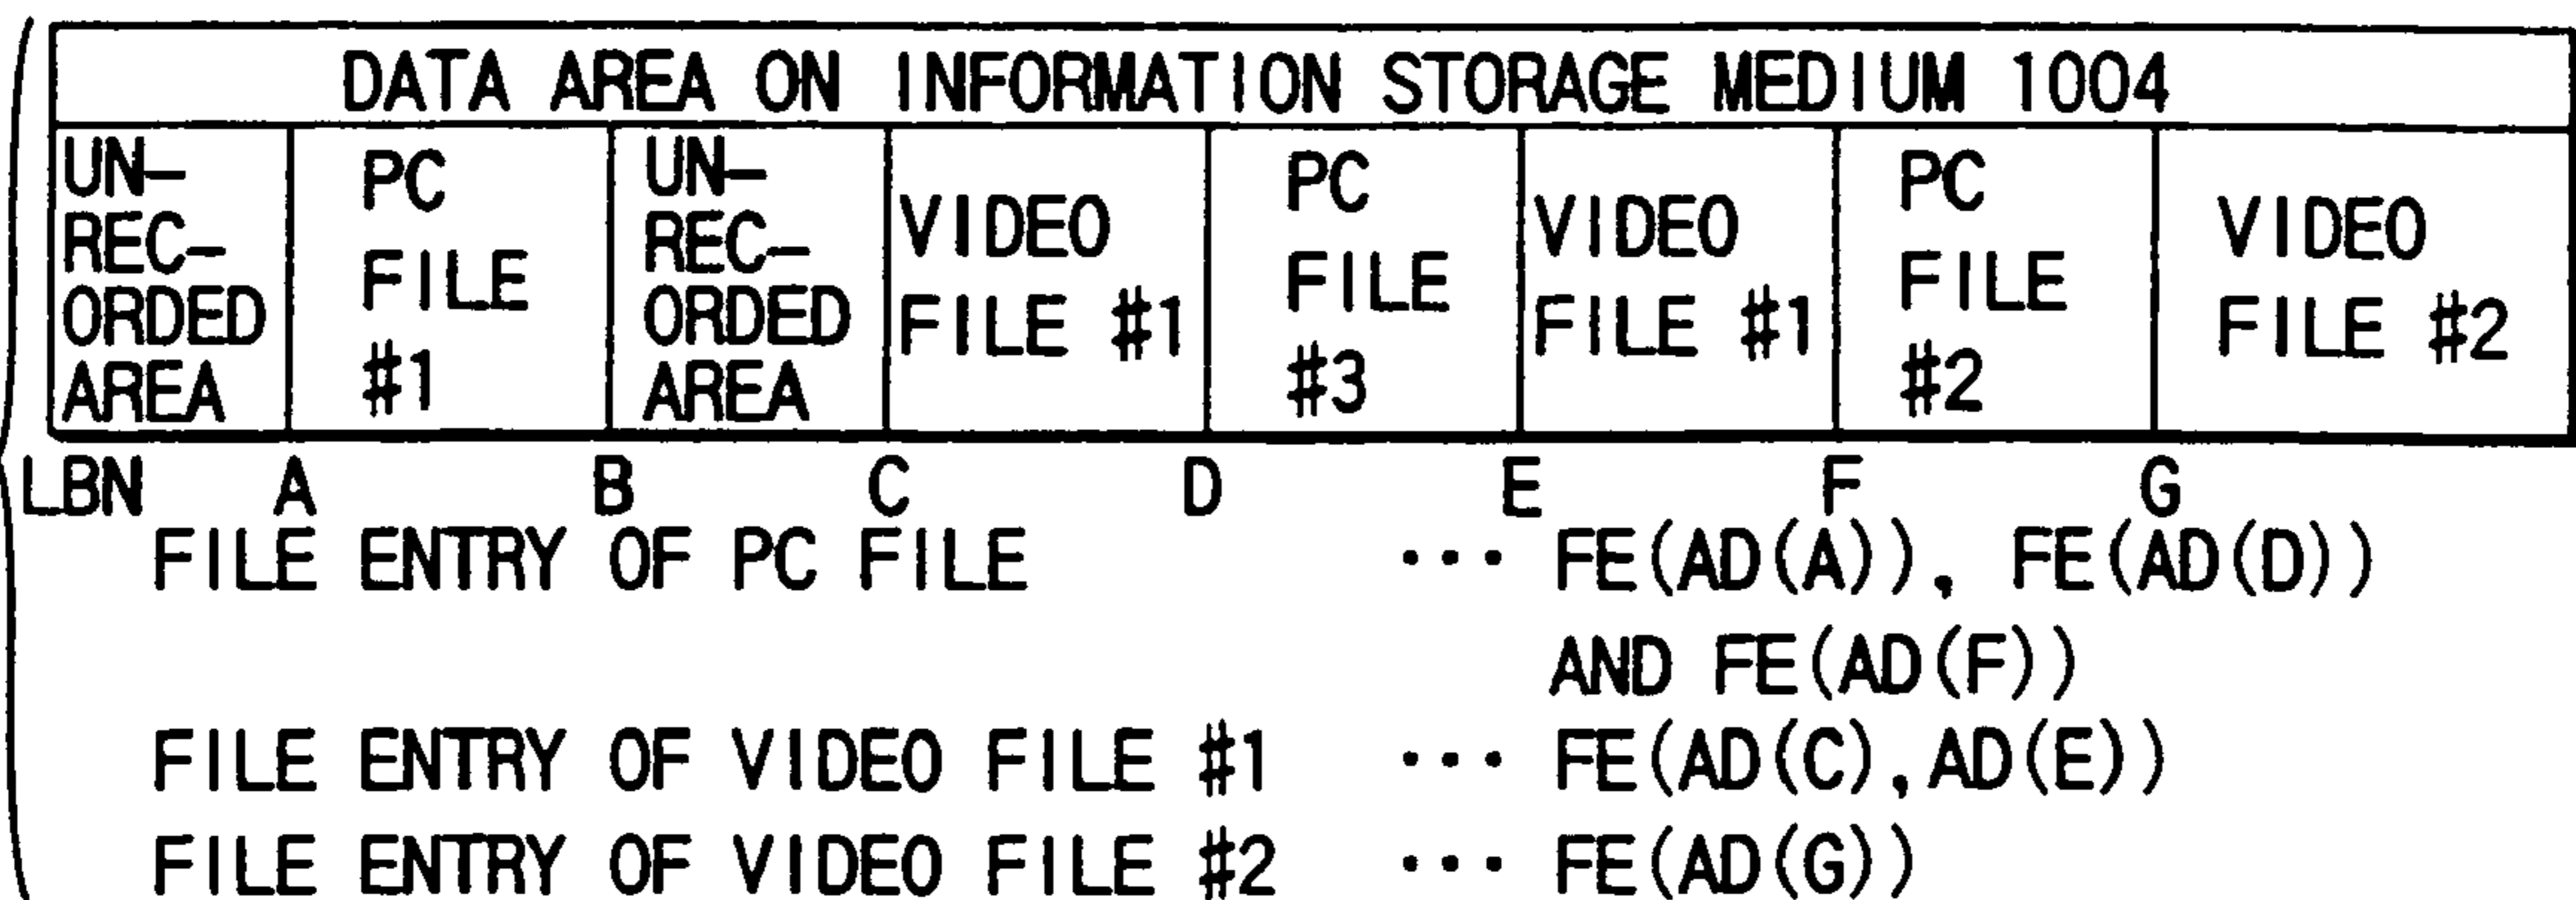 DATA AREA ON INFORMATION STORAGE MEDIUM 1004
UN-
REC-
ORDED
AREA
PC
FILE
#1
UN-
REC-
ORDED
AREA
VIDEO
FILE #1
PC
FILE
#3
VIDEO
FILE #1
PC
FILE
#2
VIDEO
FILE #2
LBN A B C D E F G
FILE ENTRY OF PC FILE ··· FE(AD(A)), FE(AD(D))
AND FE(AD(F))
FILE ENTRY OF VIDEO FILE #1 ··· FE(AD(C),AD(E))
FILE ENTRY OF VIDEO FILE #2 ··· FE(AD(G))